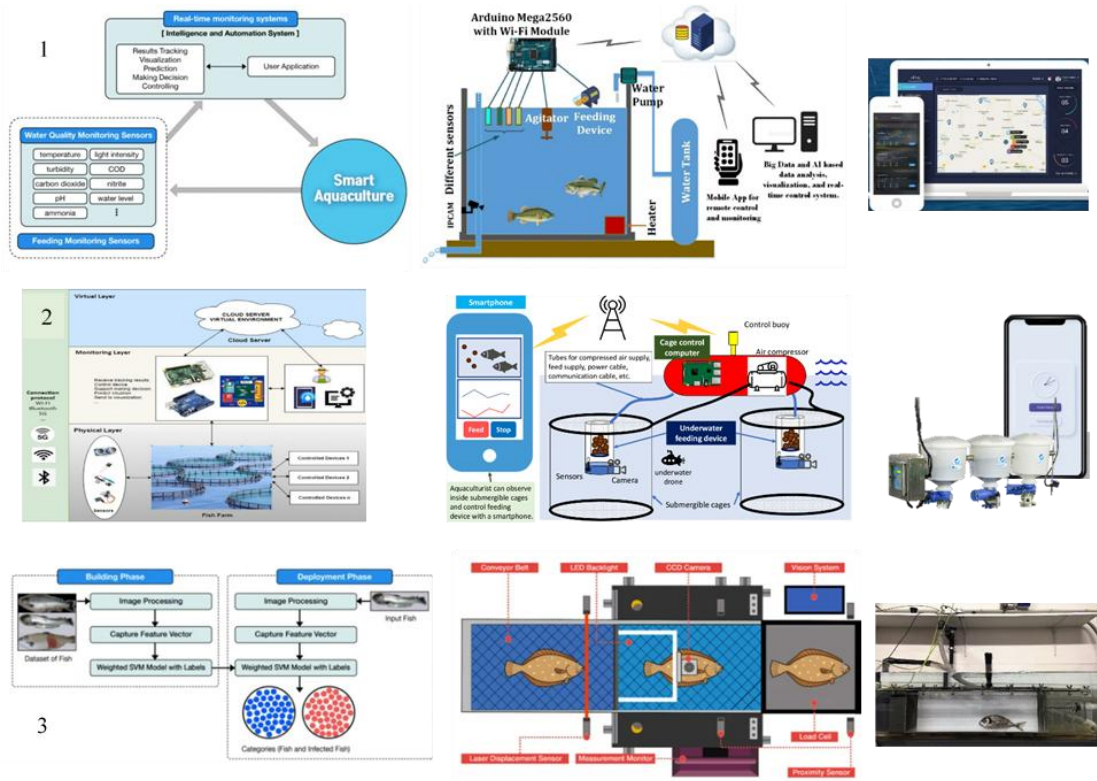 1
Real-time monitoring systems
[ Intelligence and Automation System ]
Results Tracking
Visualization
Prediction
Making Decision
Controlling
User Application
Water Quality Monitoring Sensors
temperature
light intensity
turbidity
COD
carbon dioxide
nitrite
pH
water level
ammonia
Feeding Monitoring Sensors
Smart
Aquaculture
Arduino Mega2560
with Wi-Fi Module
Different sensors
IPCAM
Agitator
Feeding
Device
Water
Pump
Water Tank
Heater
Mobile App for
remote control
and monitoring
Big Data and AI based
data analysis,
visualization, and real-
time control system.
05
04
03
2
Virtual Layer
CLOUD SERVER
VIRTUAL ENVIRONMENT
Cloud Server
Monitoring Layer
Connection
protocol
Bluetooth
5G
Physical Layer
Sensors
Fish Farm
Controlled Devices 1
Controlled Devices 2
Controlled Devices n
Smartphone
Feed
Stop
Aquaculturist can observe
inside submergible cages
and control feeding
device with a smartphone.
Tubes for compressed air supply,
feed supply, power cable,
communication cable, etc.
Cage control
computer
Control buoy
Air compressor
Underwater
feeding device
Sensors
Camera
underwater
drone
Submergible cages
3
Building Phase
Image Processing
Capture Feature Vector
Weighted SVM Model with Labels
Dataset of Fish
Deployment Phase
Image Processing
Capture Feature Vector
Weighted SVM Model with Labels
Input Fish
Categories (Fish and Infected Fish)
Conveyor Belt
LED Backlight
CCD Camera
Vision System
Laser Displacement Sensor
Measurement Monitor
Load Cell
Proximity Sensor